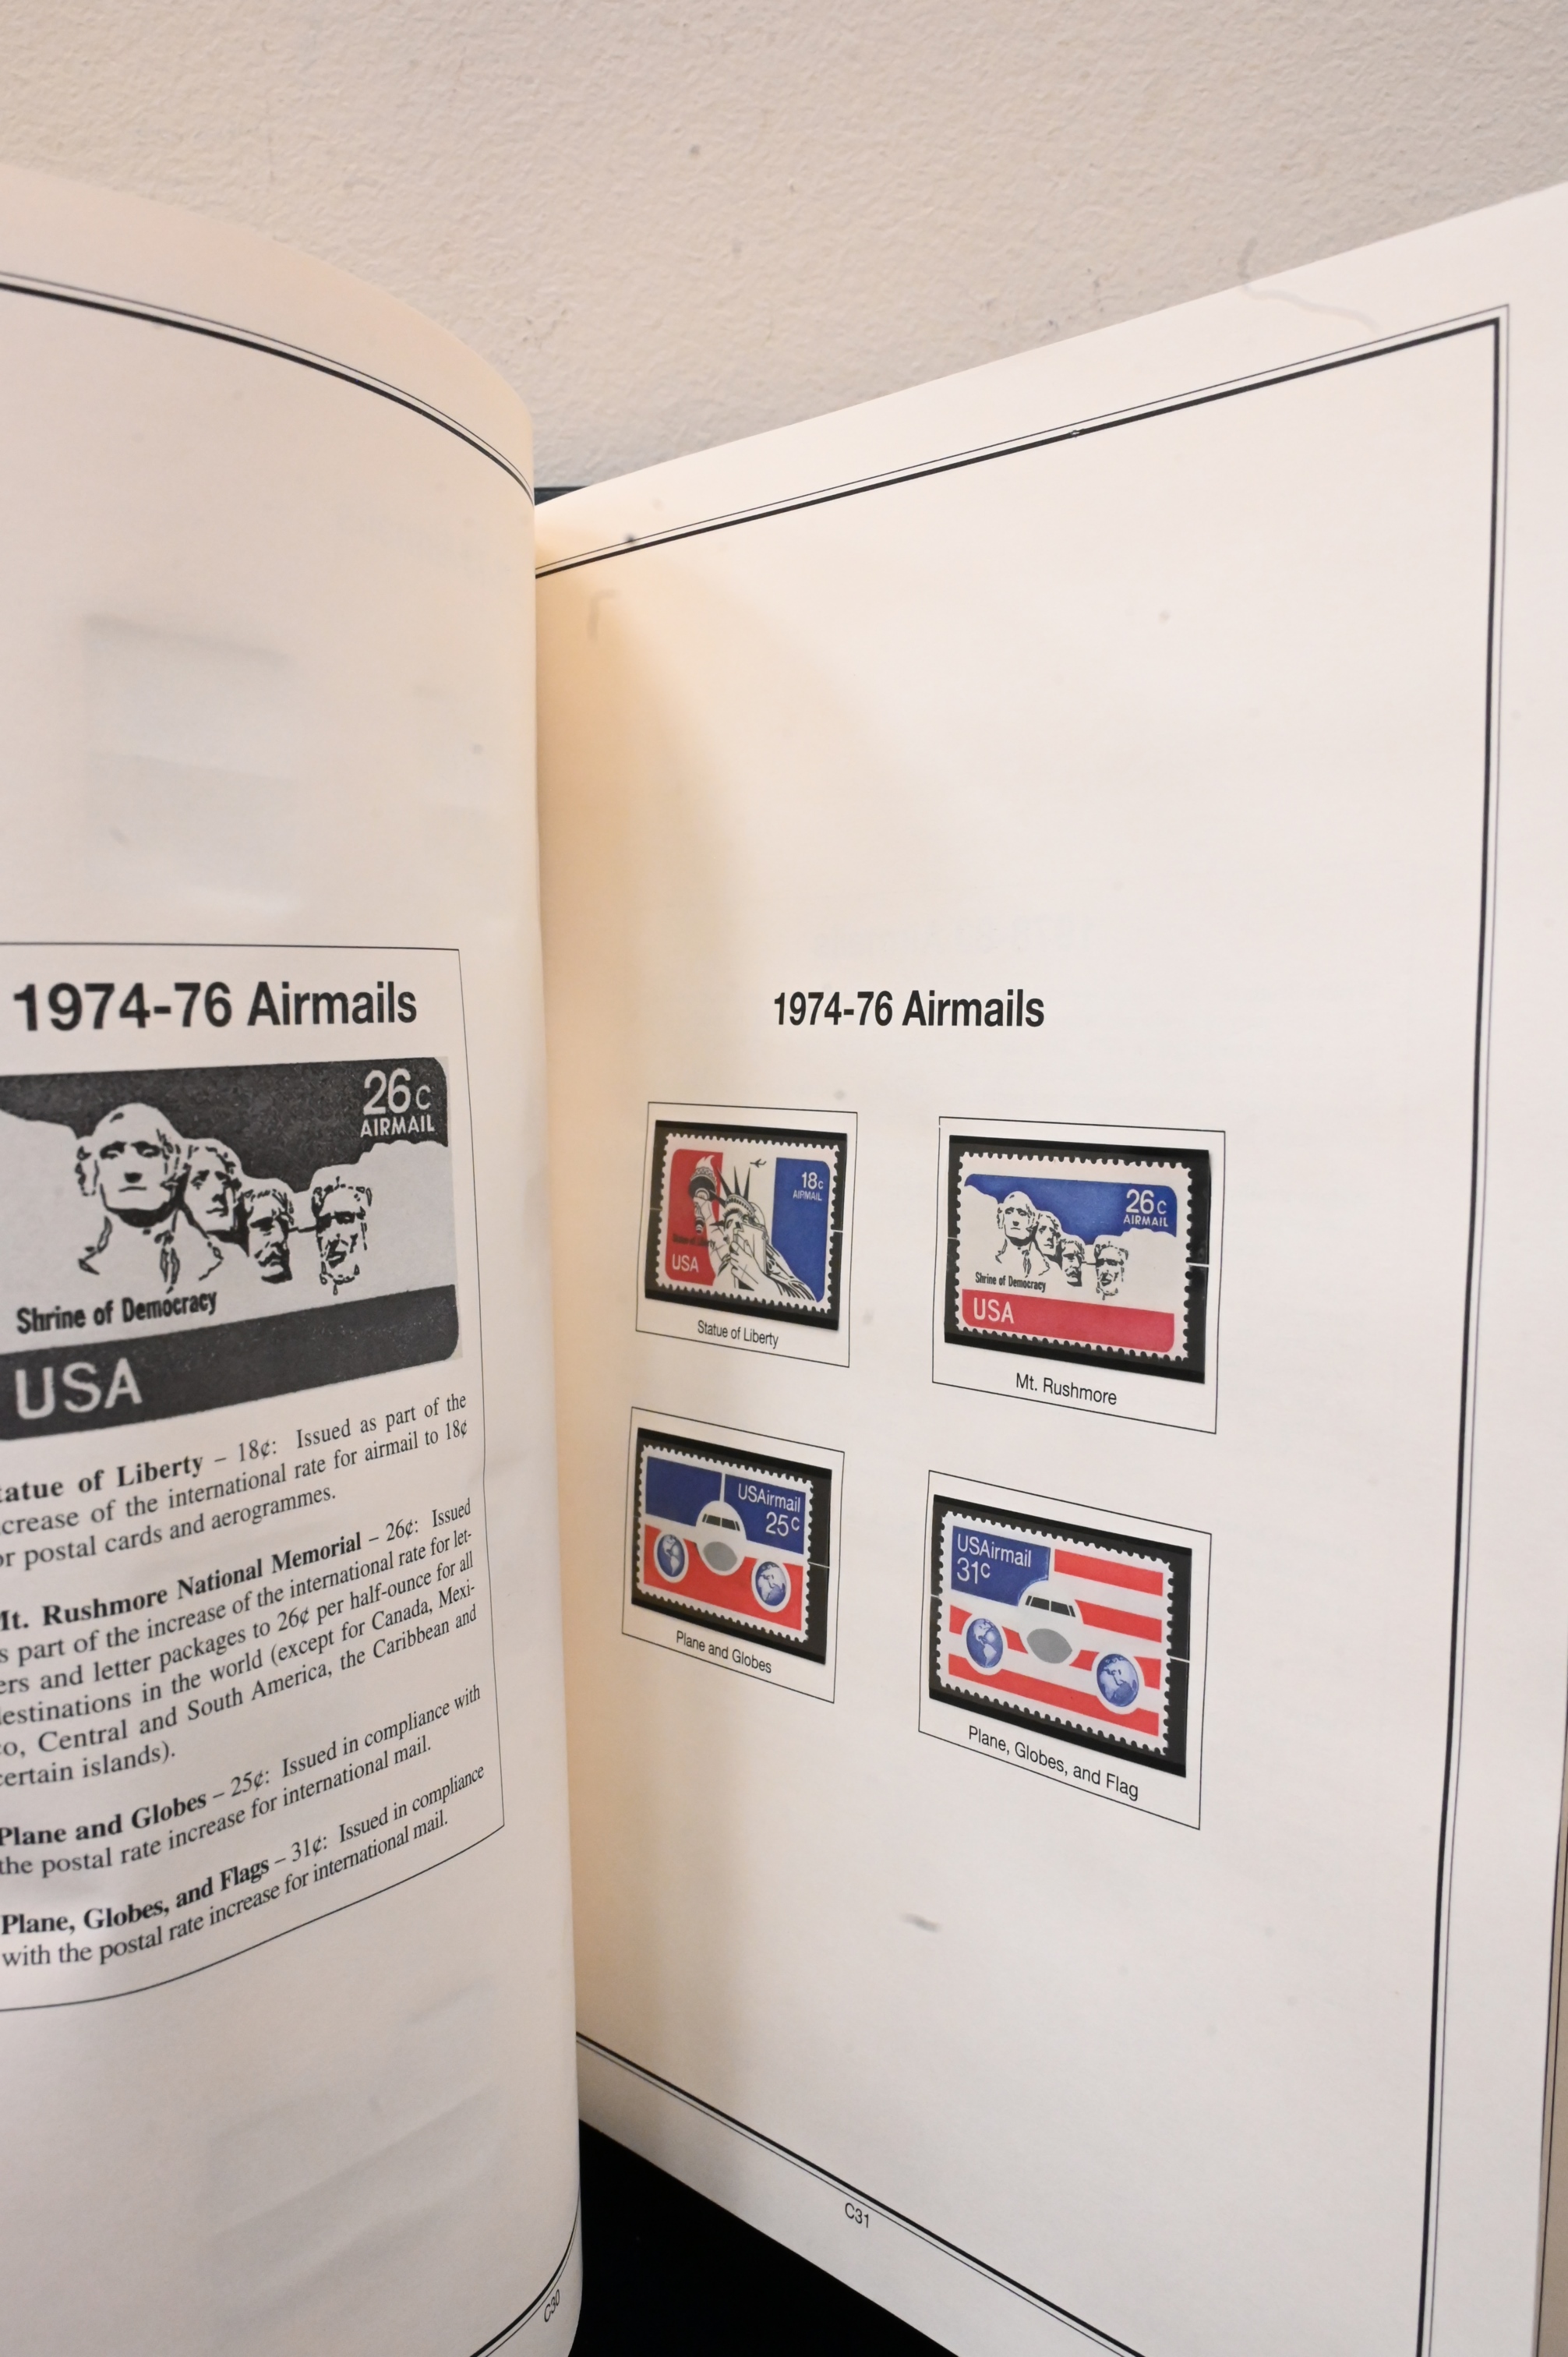 1974-76 Airmails
26c
AIRMAIL
Shrine of Democracy
USA
of Liberty – 18¢: Issued as part of the
of the international rate for airmail to 18¢
postal cards and aerogrammes.
Mt. Rushmore National Memorial – 26¢: Issued
part of the increase of the international rate for let-
ers and letter packages to 26¢ per half-ounce for all
destinations in the world (except for Canada, Mexi-
co, Central and South America, the Caribbean and
certain islands).
Plane and Globes – 25¢: Issued in compliance with
the postal rate increase for international mail.
Plane, Globes, and Flags – 31¢: Issued in compliance
with the postal rate increase for international mail.
C30
1974-76 Airmails
18c
AIRMAIL
Statue of Liberty
USA
Statue of Liberty
26c
AIRMAIL
Shrine of Democracy
USA
Mt. Rushmore
USAirmail
25c
Plane and Globes
USAirmail
31c
Plane, Globes, and Flag
C31